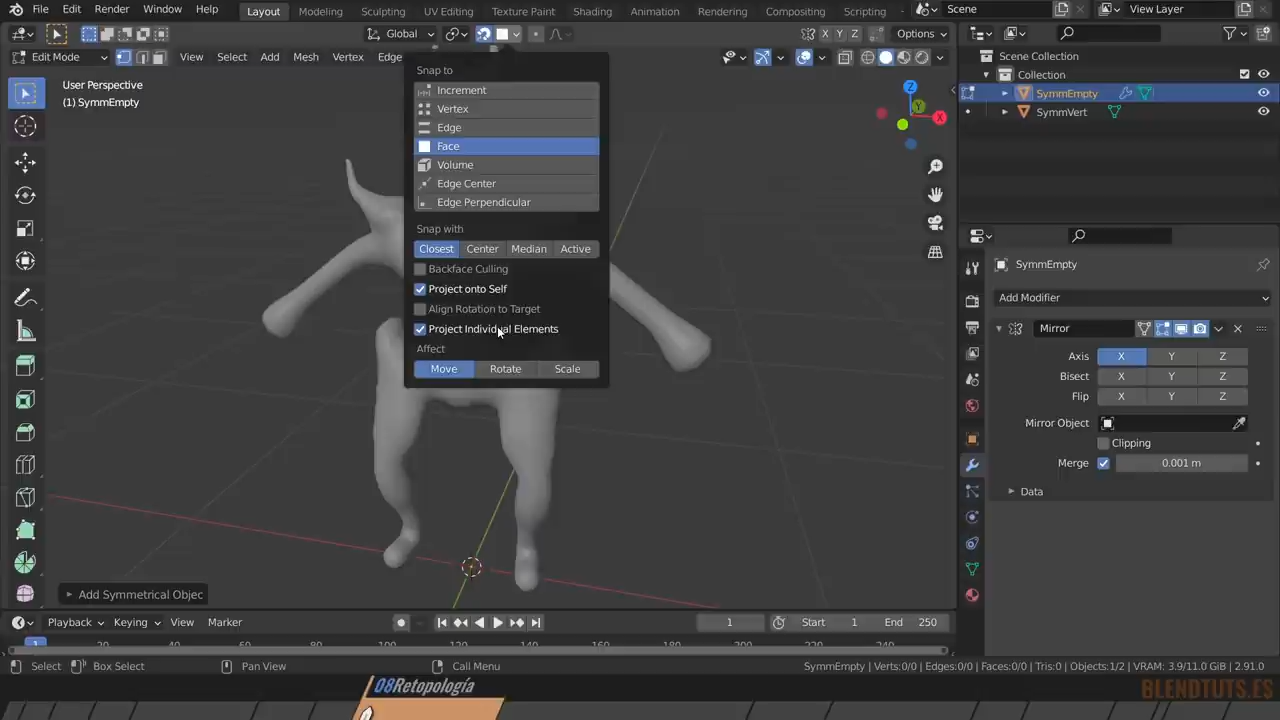 File Edit Render Window Help Layout Modeling Sculpting UV Editing Texture Paint Shading Animation Rendering Compositing Scripting Scene View Layer
Global X Y Z Options
Edit Mode View Select Add Mesh Vertex Edge
User Perspective
(1) SymmEmpty
Snap to
Increment
Vertex
Edge
Face
Volume
Edge Center
Edge Perpendicular
Snap with
Closest Center Median Active
Backface Culling
Project onto Self
Align Rotation to Target
Project Individual Elements
Affect
Move Rotate Scale
Z
Y
X
Add Symmetrical Objec
Scene Collection
Collection
SymmEmpty
SymmVert
SymmEmpty
Add Modifier
Mirror
Axis X Y Z
Bisect X Y Z
Flip X Y Z
Mirror Object
Clipping
Merge 0.001 m
Data
Playback Keying View Marker 1 Start 1 End 250
1
Select Box Select Pan View Call Menu SymmEmpty | Verts:0/0 | Edges:0/0 | Faces:0/0 | Tris:0 | Objects:1/2 | VRAM: 3.9/11.0 GiB | 2.91.0
08Retopología
BLENDTUTS.ES